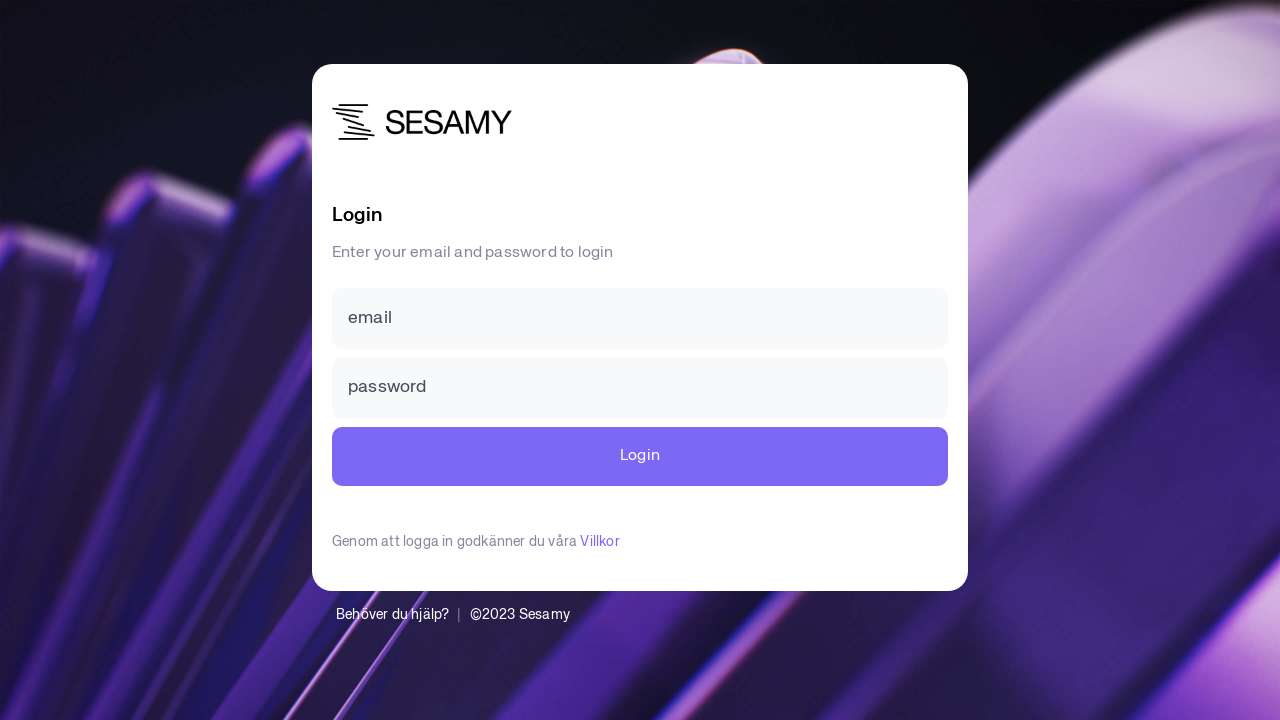 SESAMY
Login
Enter your email and password to login
email
password
Login
Genom att logga in godkänner du våra Villkor
Behöver du hjälp? | ©2023 Sesamy